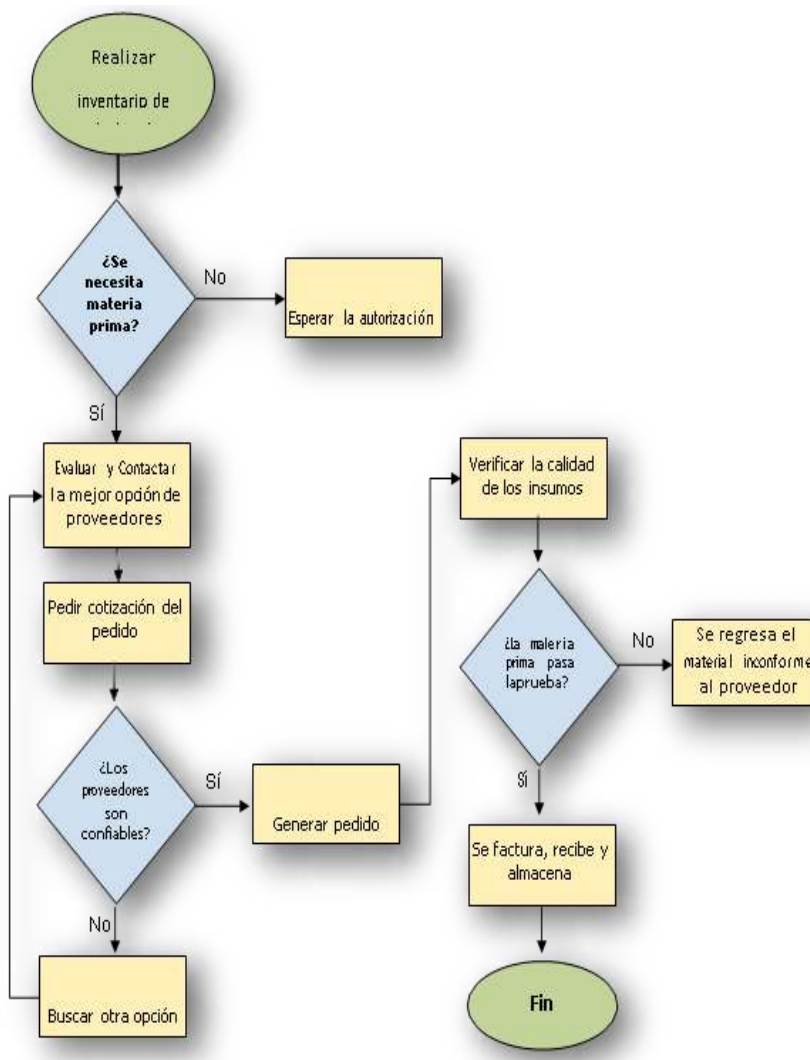 Realizar
inventario de
¿Se
necesita
materia
prima?
No
Esperar la autorización
Sí
Evaluar y Contactar
la mejor opción de
proveedores
Pedir cotización del
pedido
¿Los
proveedores
son
confiables?
Sí
Generar pedido
No
Buscar otra opción
Verificar la calidad
de los insumos
¿la maleria
prima pasa
laprueba?
No
Se regresa el
material inconforme
al proveedor
Sí
Se factura, recibe y
almacena
Fin